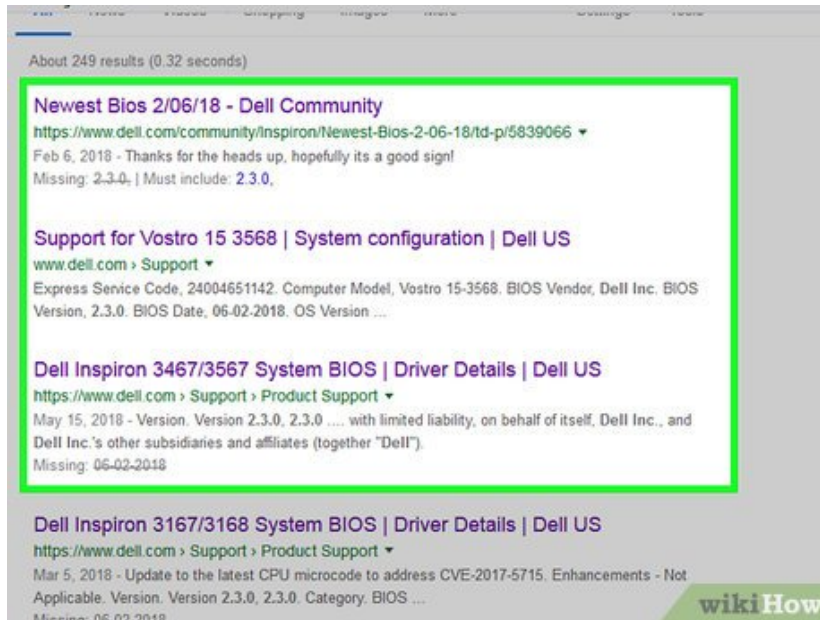 About 249 results (0.32 seconds)
Newest Bios 2/06/18 - Dell Community
https://www.dell.com/community/Inspiron/Newest-Bios-2-06-18/td-p/5839066
Feb 6, 2018 - Thanks for the heads up, hopefully its a good sign!
Missing: 2.3.0, | Must include: 2.3.0,
Support for Vostro 15 3568 | System configuration | Dell US
www.dell.com › Support
Express Service Code, 24004651142. Computer Model, Vostro 15-3568. BIOS Vendor, Dell Inc. BIOS
Version, 2.3.0. BIOS Date, 06-02-2018. OS Version ...
Dell Inspiron 3467/3567 System BIOS | Driver Details | Dell US
https://www.dell.com › Support › Product Support
May 15, 2018 - Version. Version 2.3.0, 2.3.0 .... with limited liability, on behalf of itself, Dell Inc., and
Dell Inc.'s other subsidiaries and affiliates (together "Dell").
Missing: 06-02-2018
Dell Inspiron 3167/3168 System BIOS | Driver Details | Dell US
https://www.dell.com › Support › Product Support
Mar 5, 2018 - Update to the latest CPU microcode to address CVE-2017-5715. Enhancements - Not
Applicable. Version. Version 2.3.0, 2.3.0. Category. BIOS ...
Missing: 06-02-2018
wikiHow